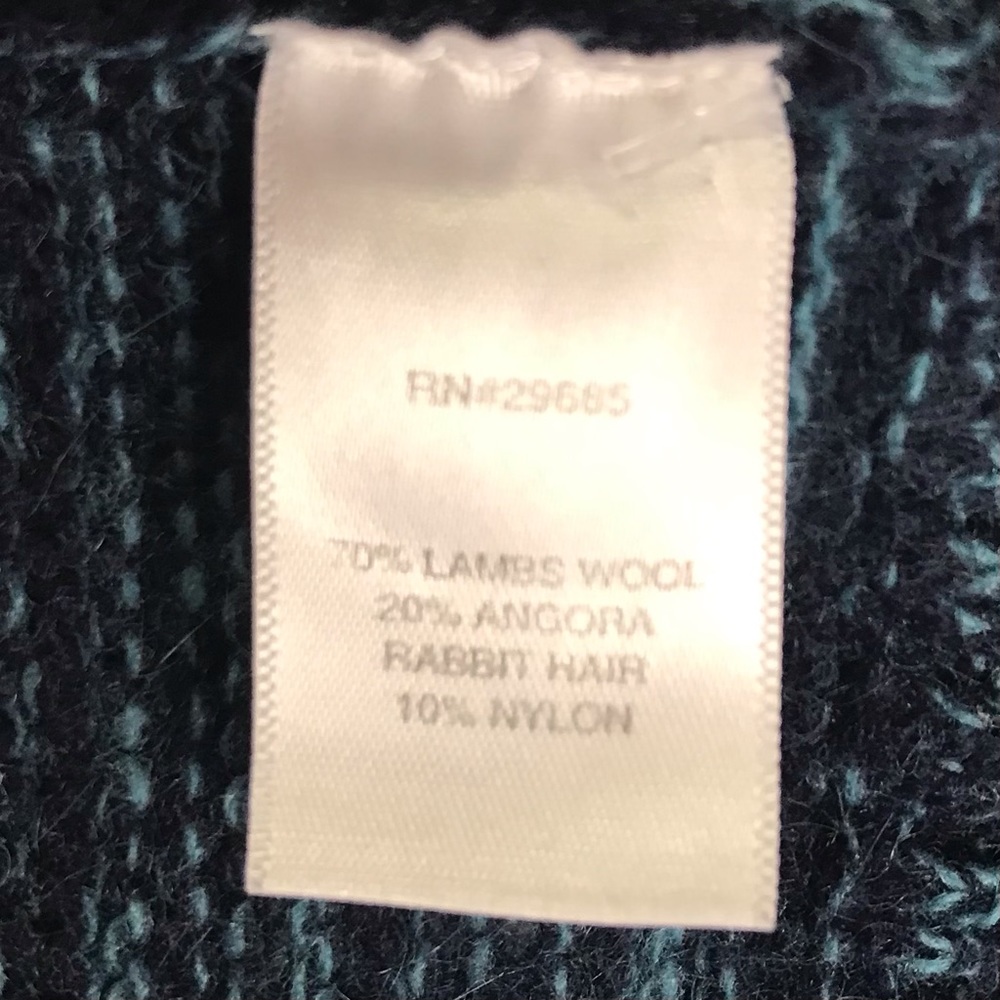 RN#29685
70% LAMBS WOOL
20% ANGORA
RABBIT HAIR
10% NYLON